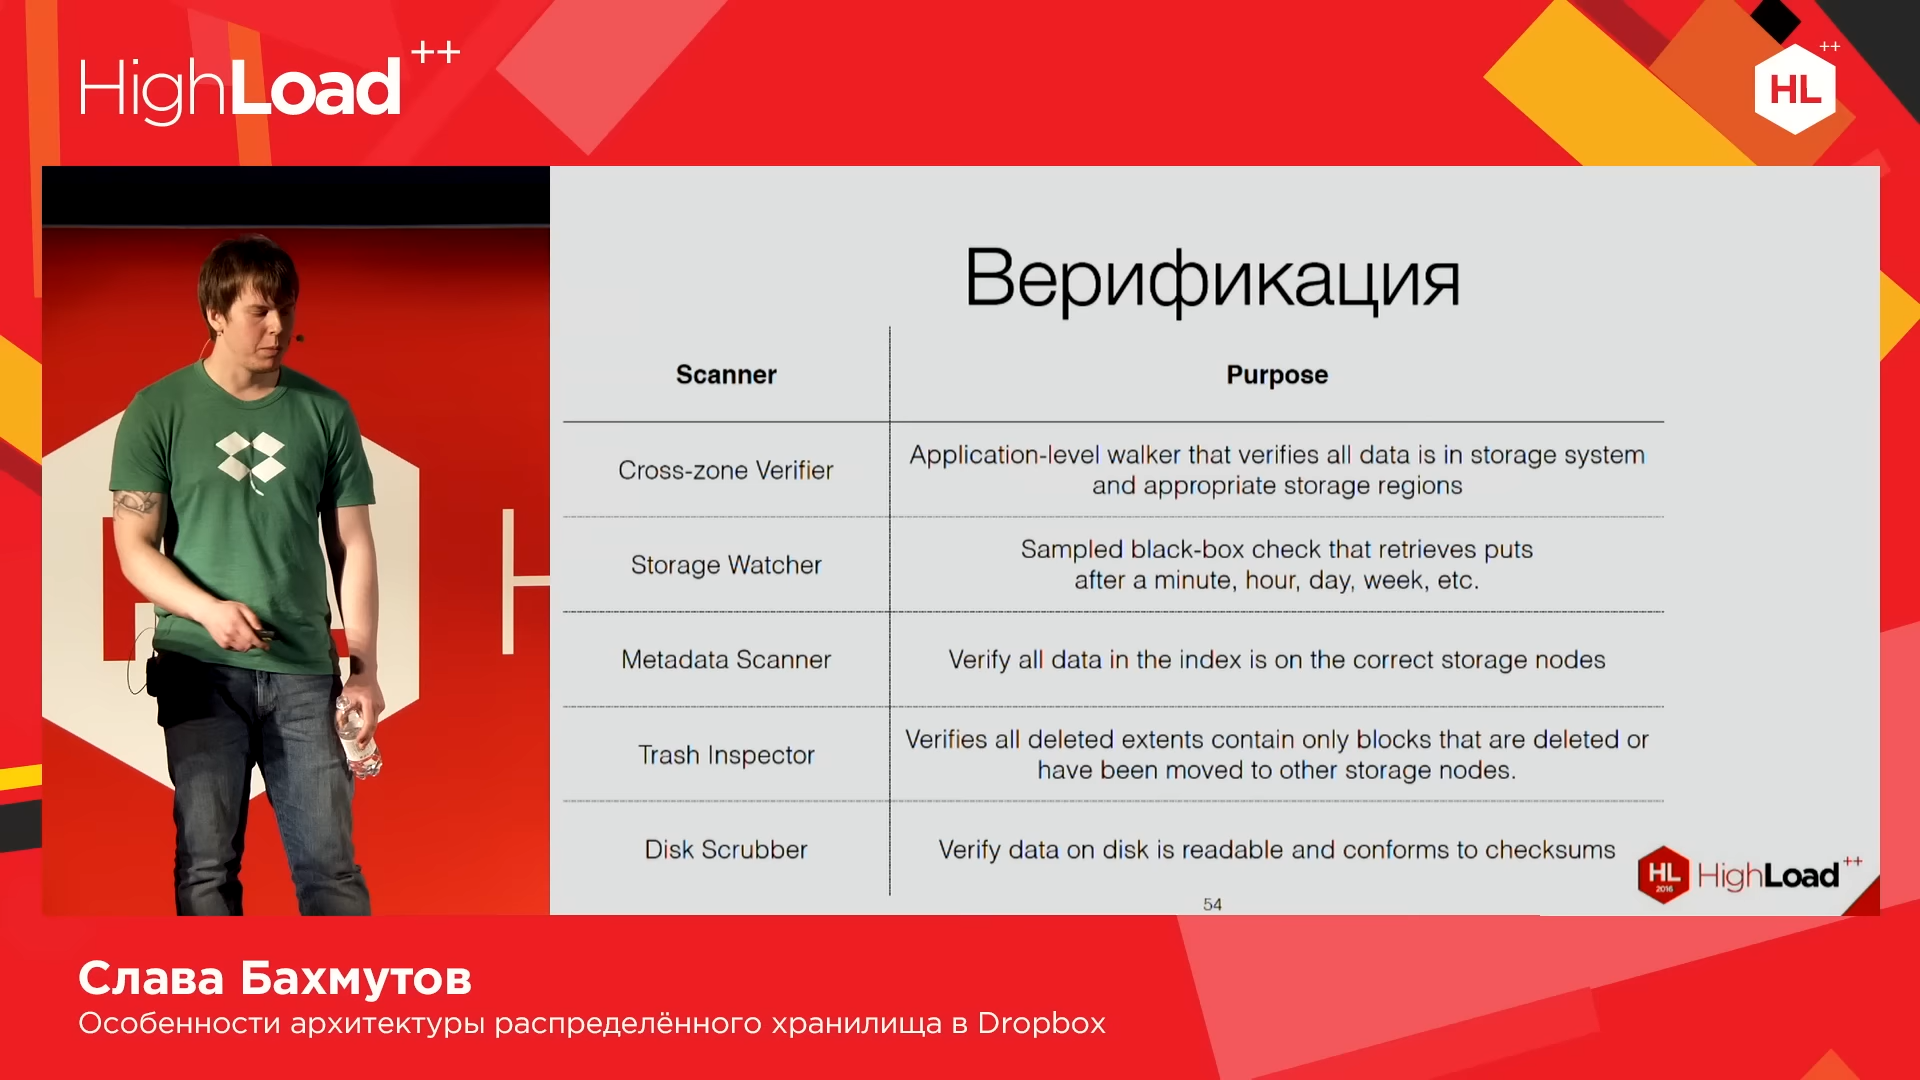 HighLoad++
HL++
Верификация
Scanner
Purpose
Cross-zone Verifier
Application-level walker that verifies all data is in storage system
and appropriate storage regions
Storage Watcher
Sampled black-box check that retrieves puts
after a minute, hour, day, week, etc.
Metadata Scanner
Verify all data in the index is on the correct storage nodes
Trash Inspector
Verifies all deleted extents contain only blocks that are deleted or
have been moved to other storage nodes.
Disk Scrubber
Verify data on disk is readable and conforms to checksums
54
HL
2016
HighLoad++
H
Слава Бахмутов
Особенности архитектуры распределённого хранилища в Dropbox